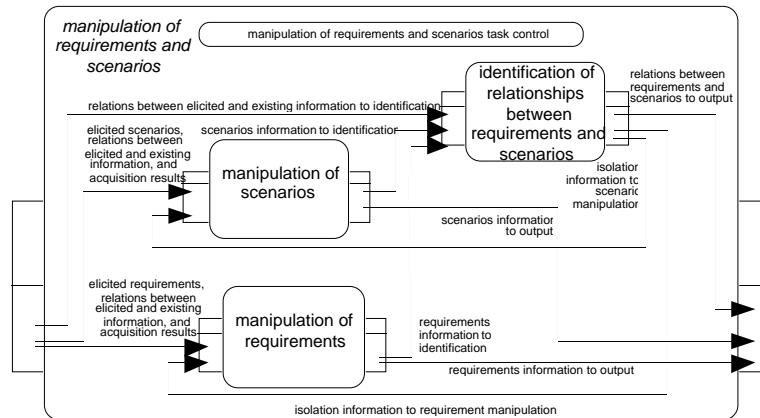 manipulation of
requirements and
scenarios
manipulation of requirements and scenarios task control
identification of
relationships
between
requirements and
scenarios
relations between
requirements and
scenarios to output
relations between elicited and existing information to identification
elicited scenarios,
relations between
elicited and existing
information, and
acquisition results
scenarios information to identification
manipulation of
scenarios
isolation
information to
scenario
manipulation
scenarios information
to output
elicited requirements,
relations between
elicited and existing
information, and
acquisition results
manipulation of
requirements
requirements
information to
identification
requirements information to output
isolation information to requirement manipulation